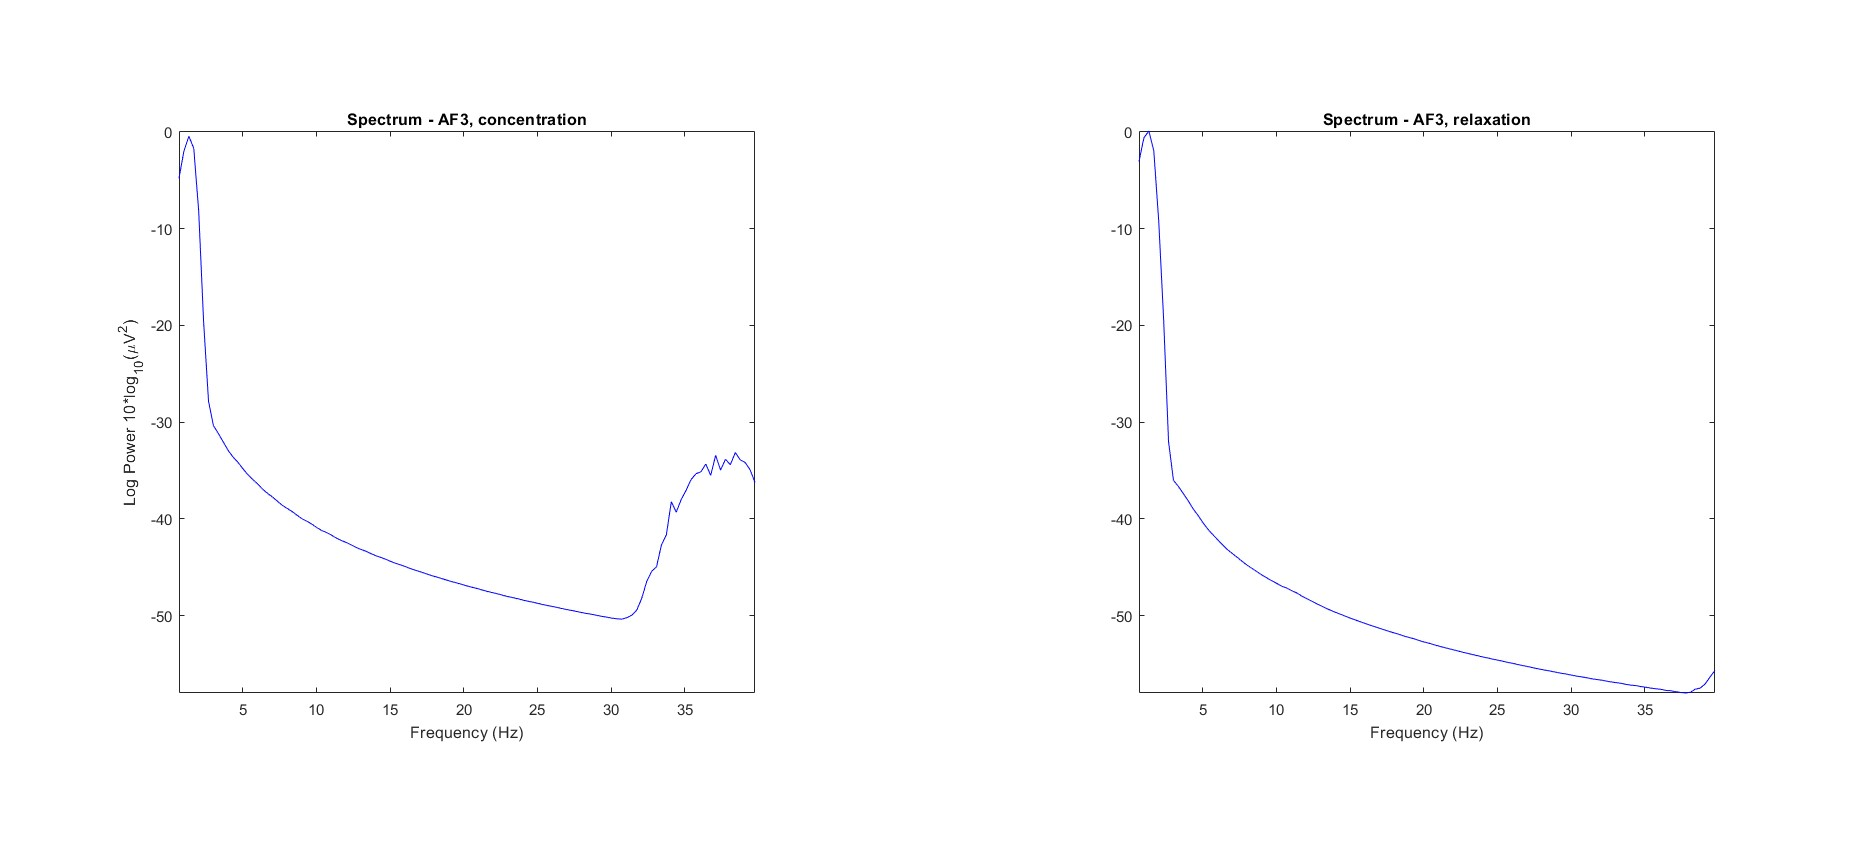 Spectrum - AF3, concentration
0
-10
-20
-30
-40
-50
Log Power 10*log10(μV2)
5 10 15 20 25 30 35
Frequency (Hz)
Spectrum - AF3, relaxation
0
-10
-20
-30
-40
-50
5 10 15 20 25 30 35
Frequency (Hz)